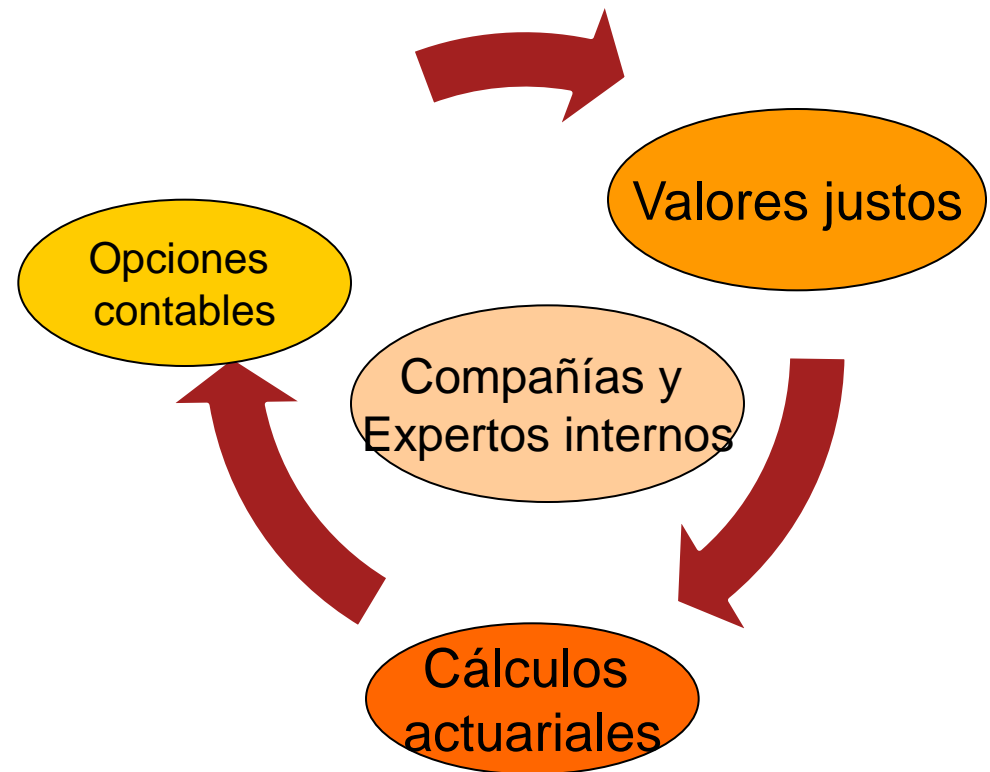 Valores justos
Opciones
contables
Compañías y
Expertos internos
Cálculos
actuariales